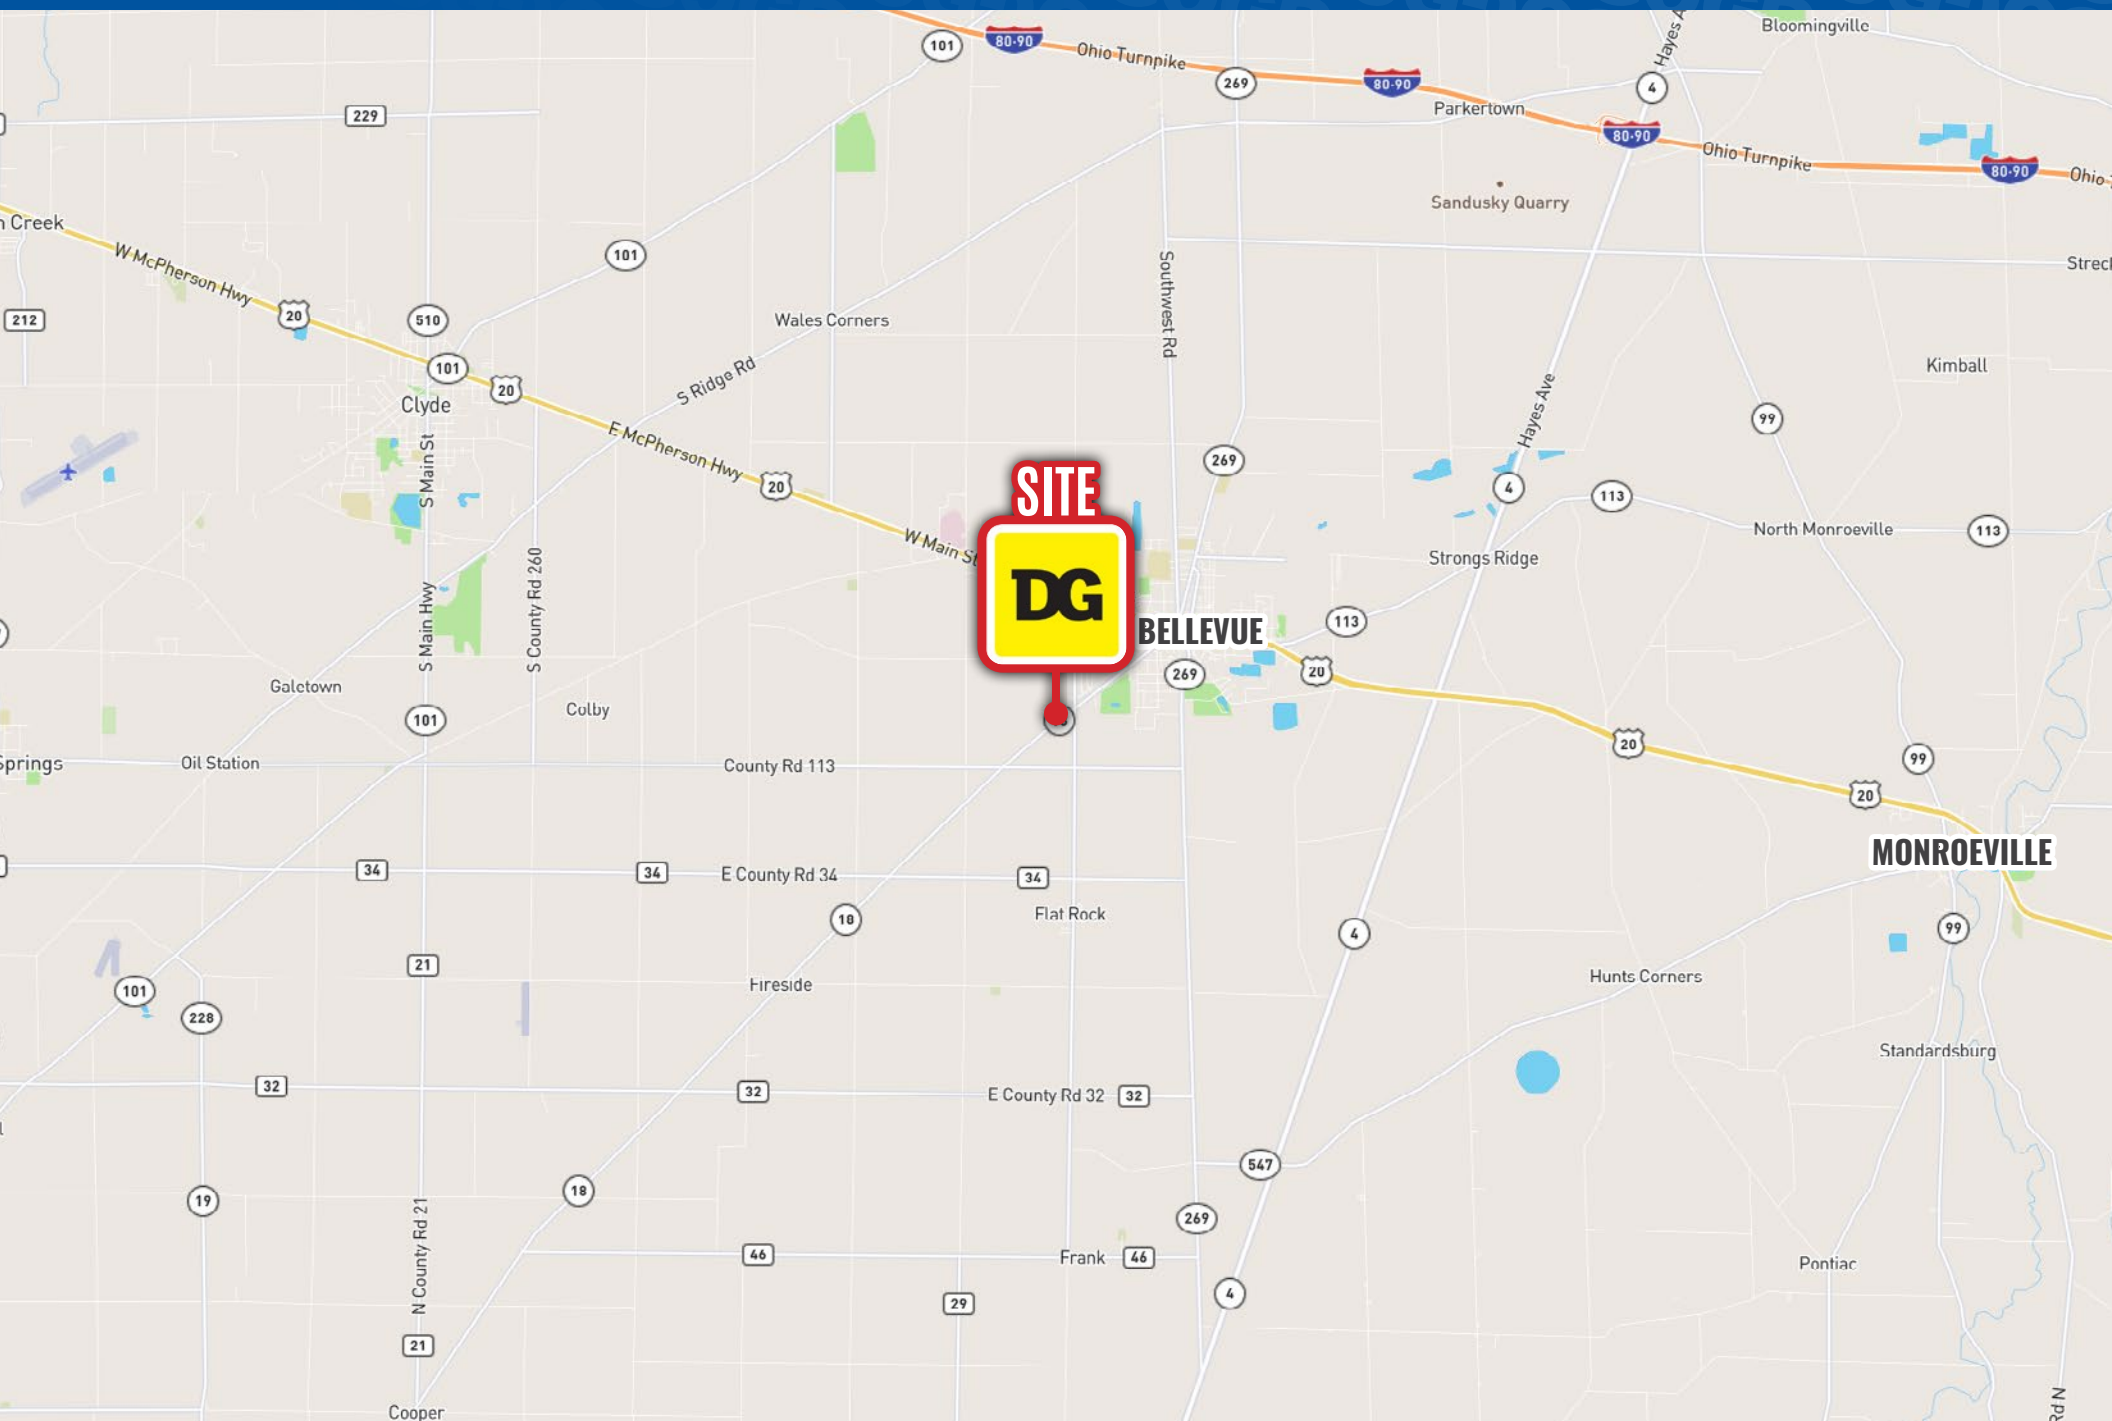 Bloomingville
Hayes A
101
80-90
Ohio Turnpike
269
80-90
4
Parkertown
229
80-90
Ohio Turnpike
80-90
Ohio
Sandusky Quarry
Creek
W McPherson Hwy
101
Southwest Rd
Strec
212
20
510
Wales Corners
101
20
S Ridge Rd
Kimball
Clyde
Hayes Ave
99
E McPherson Hwy
S Main St
20
269
SITE
4
113
W Main St
North Monroeville
113
Strongs Ridge
DG
S County Rd 260
S Main Hwy
BELLEVUE
113
269
20
Galetown
Colby
101
20
Springs
Oil Station
County Rd 113
99
20
MONROEVILLE
34
34
E County Rd 34
34
18
Flat Rock
99
4
21
Fireside
Hunts Corners
101
228
Standardsburg
32
32
E County Rd 32
32
547
19
18
269
N County Rd 21
46
Frank
46
Pontiac
29
4
21
Cooper
Rd N